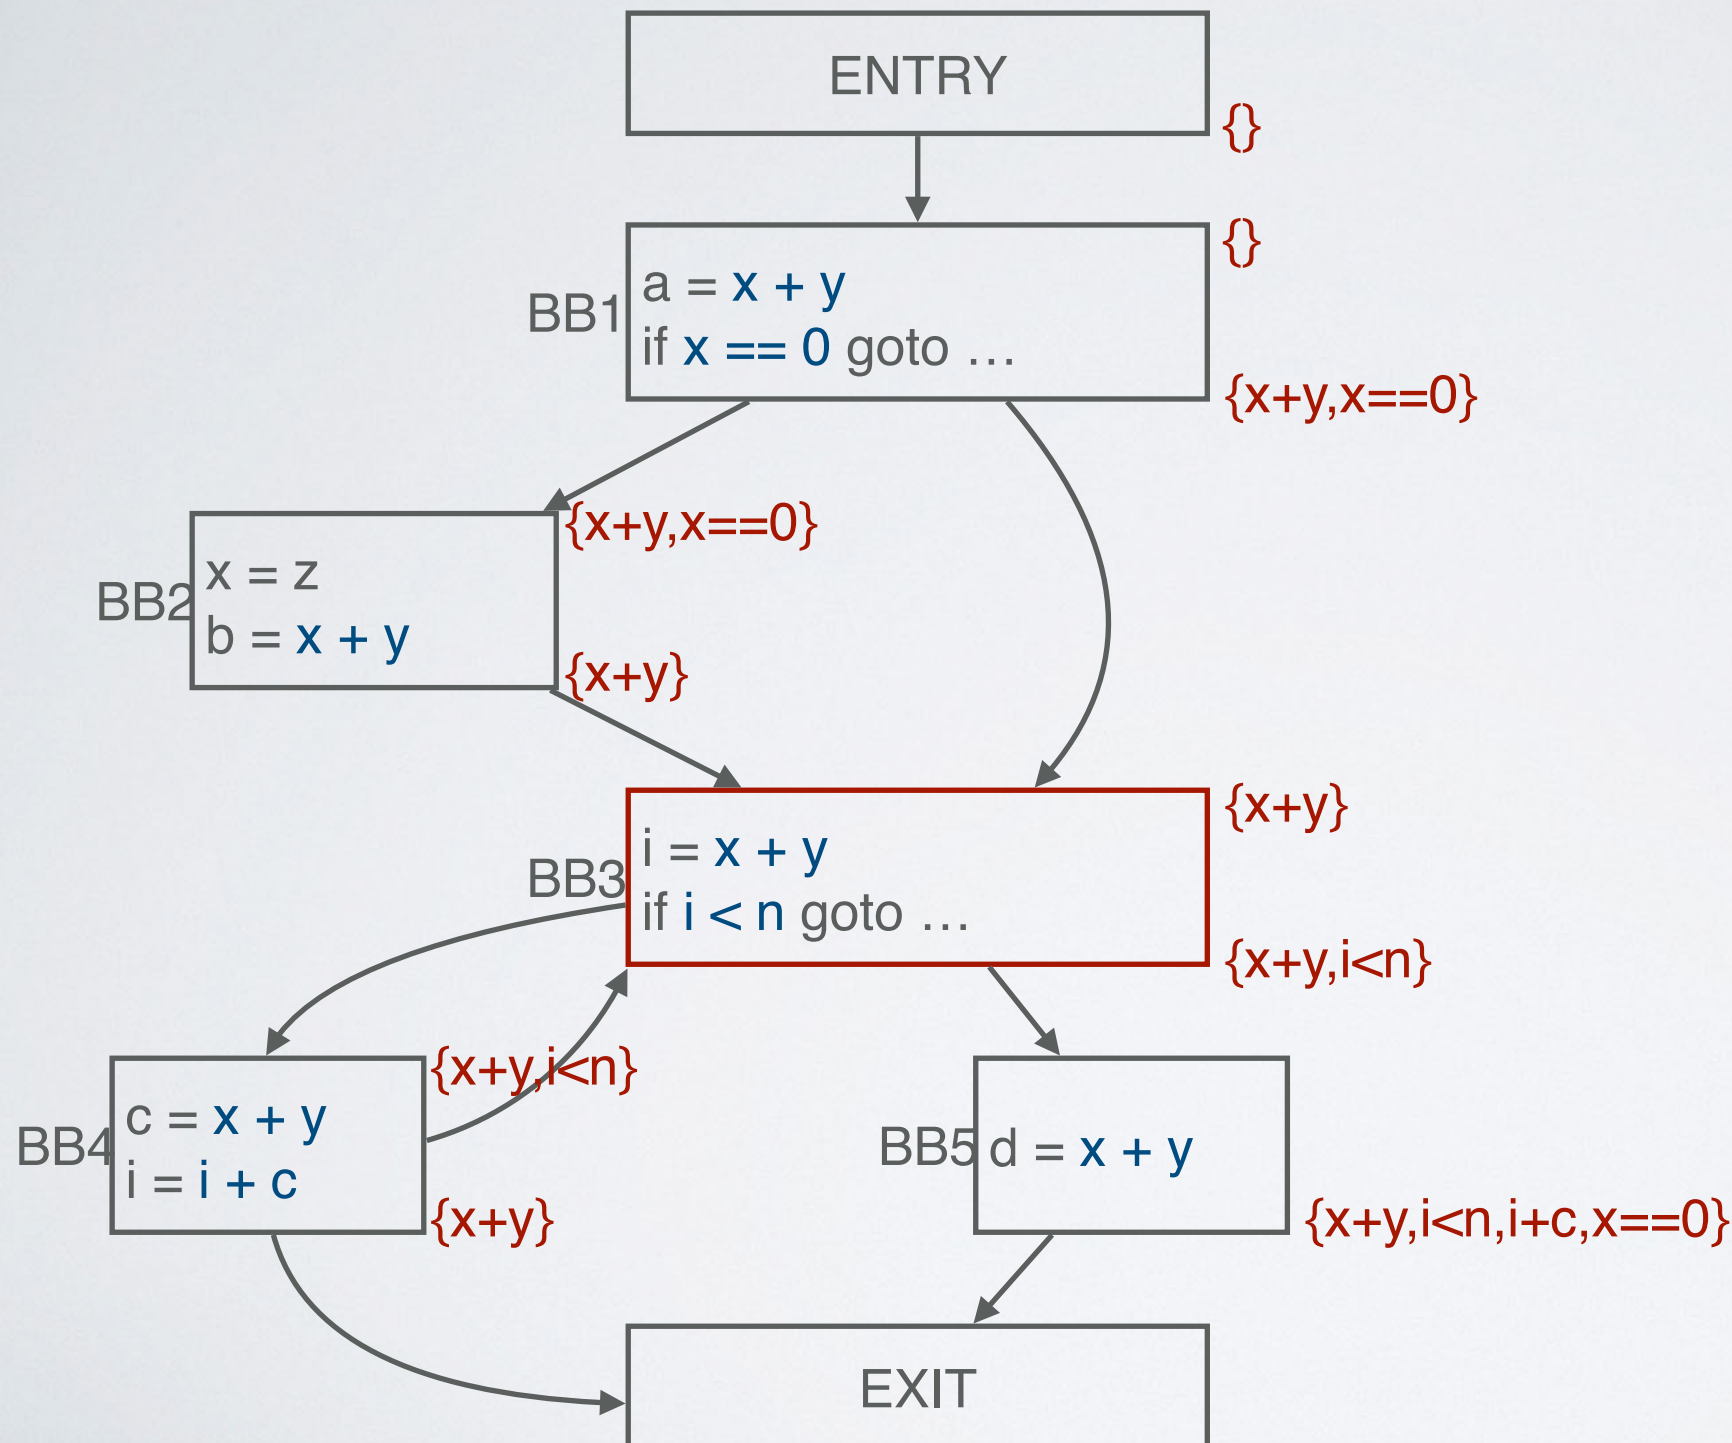 ENTRY
{}
{}
a = x + y
BB1
if x == 0 goto …
{x+y,x==0}
{x+y,x==0}
x = z
BB2
b = x + y
{x+y}
{x+y}
i = x + y
BB3
if i < n goto …
{x+y,i<n}
{x+y,i<n}
c = x + y
BB4
i = i + c
{x+y}
BB5
d = x + y
{x+y,i<n,i+c,x==0}
EXIT